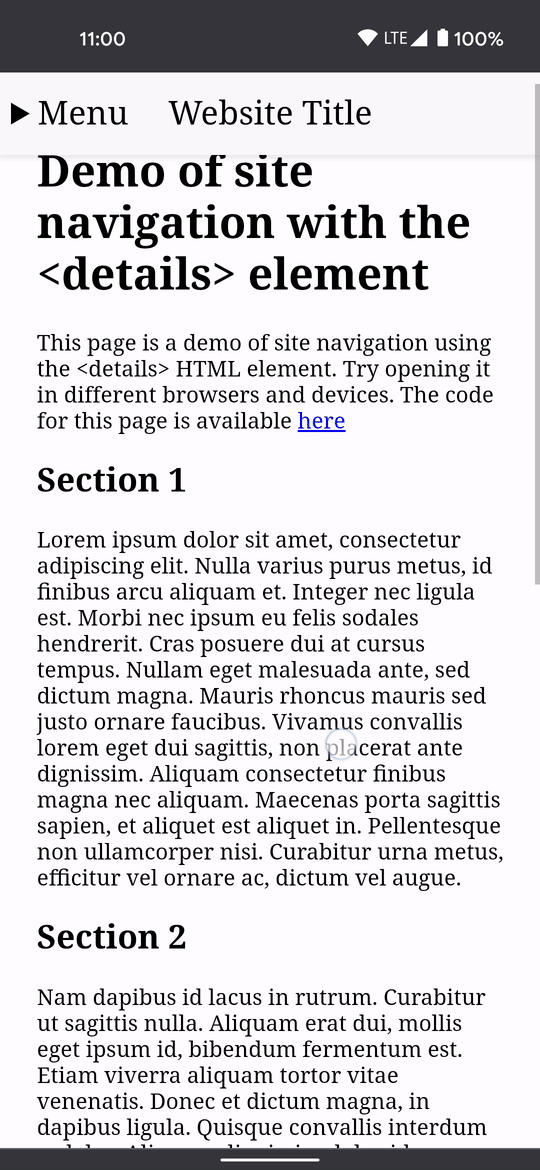 11:00 LTE 100%
Menu Website Title
Demo of site
navigation with the
<details> element
This page is a demo of site navigation using
the <details> HTML element. Try opening it
in different browsers and devices. The code
for this page is available here
Section 1
Lorem ipsum dolor sit amet, consectetur
adipiscing elit. Nulla varius purus metus, id
finibus arcu aliquam et. Integer nec ligula
est. Morbi nec ipsum eu felis sodales
hendrerit. Cras posuere dui at cursus
tempus. Nullam eget malesuada ante, sed
dictum magna. Mauris rhoncus mauris sed
justo ornare faucibus. Vivamus convallis
lorem eget dui sagittis, non placerat ante
dignissim. Aliquam consectetur finibus
magna nec aliquam. Maecenas porta sagittis
sapien, et aliquet est aliquet in. Pellentesque
non ullamcorper nisi. Curabitur urna metus,
efficitur vel ornare ac, dictum vel augue.
Section 2
Nam dapibus id lacus in rutrum. Curabitur
ut sagittis nulla. Aliquam erat dui, mollis
eget ipsum id, bibendum fermentum est.
Etiam viverra aliquam tortor vitae
venenatis. Donec et dictum magna, in
dapibus ligula. Quisque convallis interdum